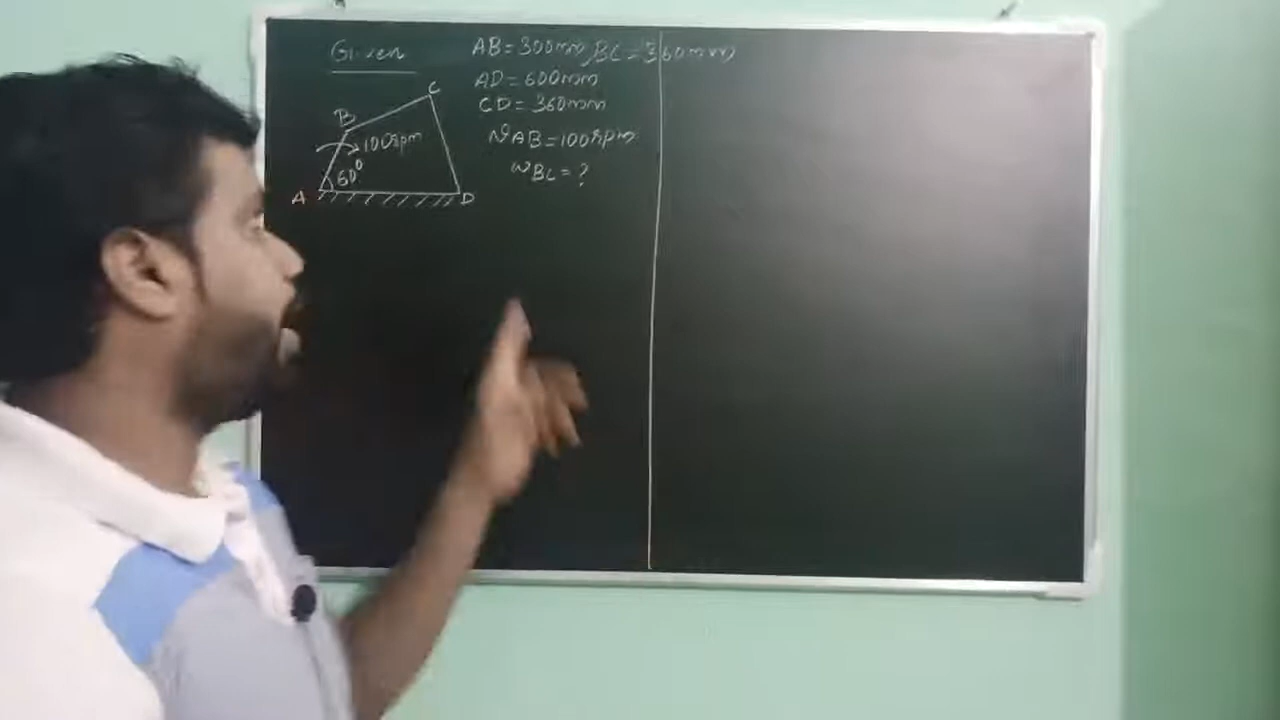 Given
AB = 300mm, BC = 360mm
AD = 600mm
CD = 360mm
NAB = 100rpm
ωBC = ?
C
B
100rpm
60°
A
D